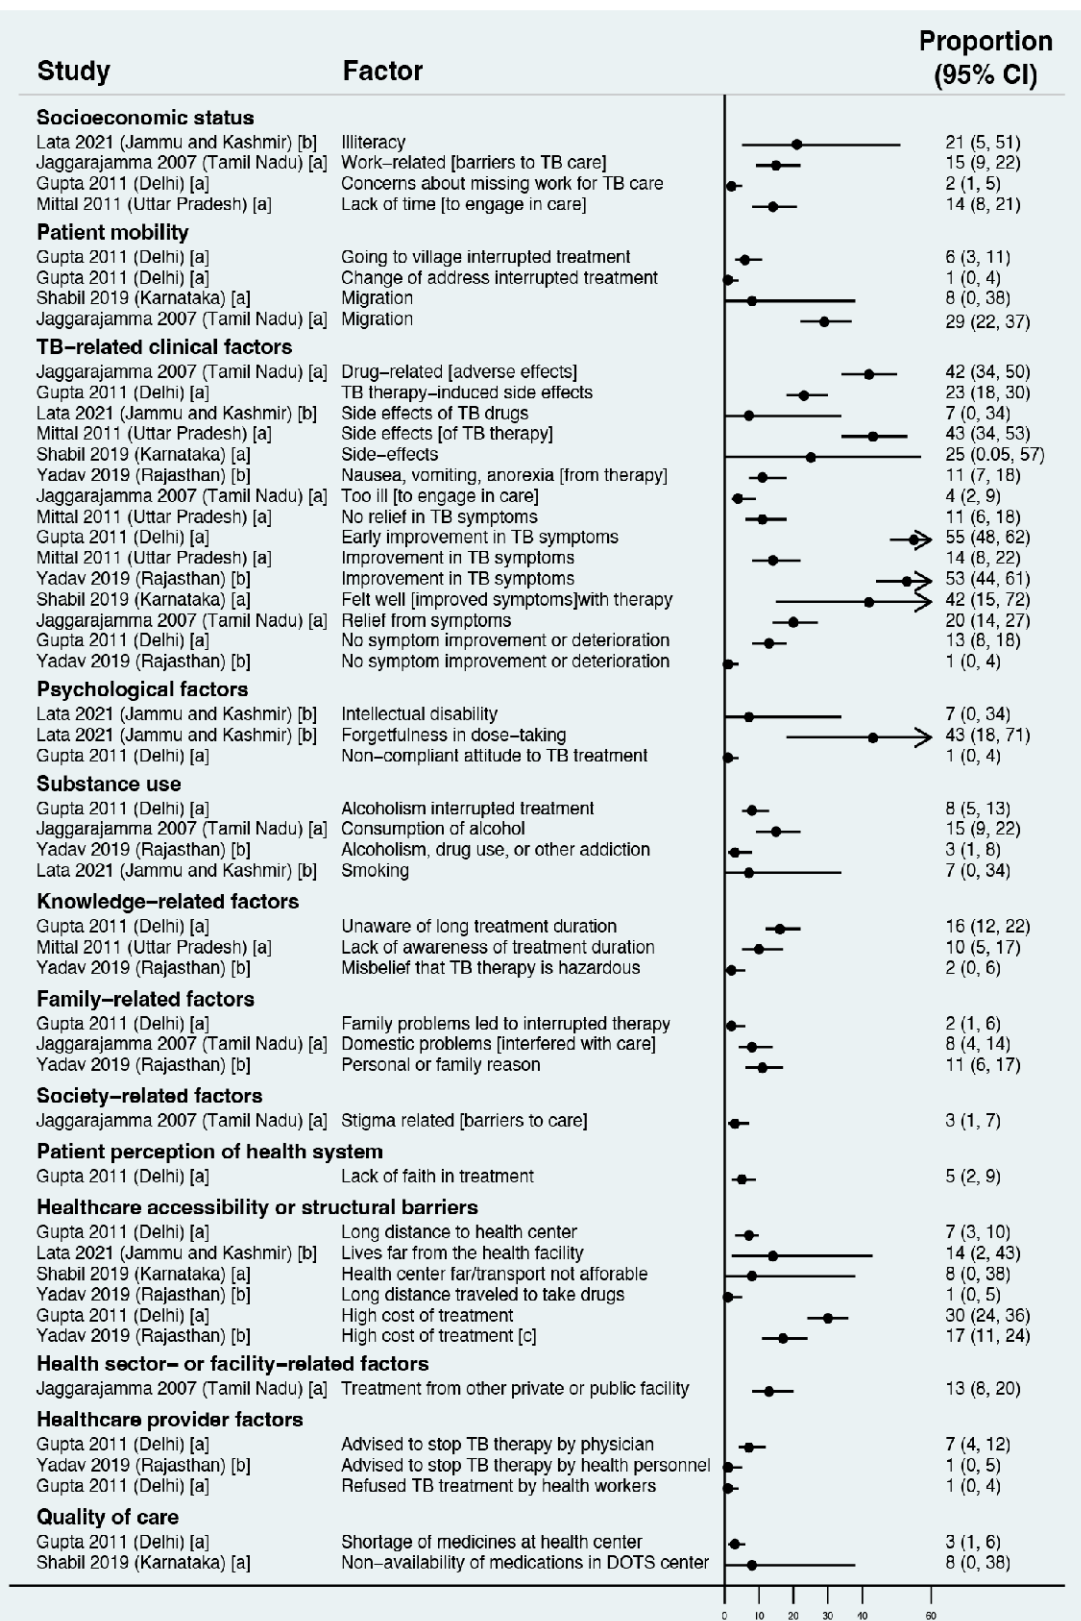 Proportion
Study Factor (95% CI)
Socioeconomic status
Lata 2021 (Jammu and Kashmir) [b] Illiteracy 21 (5, 51)
Jaggarajamma 2007 (Tamil Nadu) [a] Work–related [barriers to TB care] 15 (9, 22)
Gupta 2011 (Delhi) [a] Concerns about missing work for TB care 2 (1, 5)
Mittal 2011 (Uttar Pradesh) [a] Lack of time [to engage in care] 14 (8, 21)
Patient mobility
Gupta 2011 (Delhi) [a] Going to village interrupted treatment 6 (3, 11)
Gupta 2011 (Delhi) [a] Change of address interrupted treatment 1 (0, 4)
Shabil 2019 (Karnataka) [a] Migration 8 (0, 38)
Jaggarajamma 2007 (Tamil Nadu) [a] Migration 29 (22, 37)
TB–related clinical factors
Jaggarajamma 2007 (Tamil Nadu) [a] Drug–related [adverse effects] 42 (34, 50)
Gupta 2011 (Delhi) [a] TB therapy–induced side effects 23 (18, 30)
Lata 2021 (Jammu and Kashmir) [b] Side effects of TB drugs 7 (0, 34)
Mittal 2011 (Uttar Pradesh) [a] Side effects [of TB therapy] 43 (34, 53)
Shabil 2019 (Karnataka) [a] Side–effects 25 (0.05, 57)
Yadav 2019 (Rajasthan) [b] Nausea, vomiting, anorexia [from therapy] 11 (7, 18)
Jaggarajamma 2007 (Tamil Nadu) [a] Too ill [to engage in care] 4 (2, 9)
Mittal 2011 (Uttar Pradesh) [a] No relief in TB symptoms 11 (6, 18)
Gupta 2011 (Delhi) [a] Early improvement in TB symptoms 55 (48, 62)
Mittal 2011 (Uttar Pradesh) [a] Improvement in TB symptoms 14 (8, 22)
Yadav 2019 (Rajasthan) [b] Improvement in TB symptoms 53 (44, 61)
Shabil 2019 (Karnataka) [a] Felt well [improved symptoms]with therapy 42 (15, 72)
Jaggarajamma 2007 (Tamil Nadu) [a] Relief from symptoms 20 (14, 27)
Gupta 2011 (Delhi) [a] No symptom improvement or deterioration 13 (8, 18)
Yadav 2019 (Rajasthan) [b] No symptom improvement or deterioration 1 (0, 4)
Psychological factors
Lata 2021 (Jammu and Kashmir) [b] Intellectual disability 7 (0, 34)
Lata 2021 (Jammu and Kashmir) [b] Forgetfulness in dose–taking 43 (18, 71)
Gupta 2011 (Delhi) [a] Non–compliant attitude to TB treatment 1 (0, 4)
Substance use
Gupta 2011 (Delhi) [a] Alcoholism interrupted treatment 8 (5, 13)
Jaggarajamma 2007 (Tamil Nadu) [a] Consumption of alcohol 15 (9, 22)
Yadav 2019 (Rajasthan) [b] Alcoholism, drug use, or other addiction 3 (1, 8)
Lata 2021 (Jammu and Kashmir) [b] Smoking 7 (0, 34)
Knowledge–related factors
Gupta 2011 (Delhi) [a] Unaware of long treatment duration 16 (12, 22)
Mittal 2011 (Uttar Pradesh) [a] Lack of awareness of treatment duration 10 (5, 17)
Yadav 2019 (Rajasthan) [b] Misbelief that TB therapy is hazardous 2 (0, 6)
Family–related factors
Gupta 2011 (Delhi) [a] Family problems led to interrupted therapy 2 (1, 6)
Jaggarajamma 2007 (Tamil Nadu) [a] Domestic problems [interfered with care] 8 (4, 14)
Yadav 2019 (Rajasthan) [b] Personal or family reason 11 (6, 17)
Society–related factors
Jaggarajamma 2007 (Tamil Nadu) [a] Stigma related [barriers to care] 3 (1, 7)
Patient perception of health system
Gupta 2011 (Delhi) [a] Lack of faith in treatment 5 (2, 9)
Healthcare accessibility or structural barriers
Gupta 2011 (Delhi) [a] Long distance to health center 7 (3, 10)
Lata 2021 (Jammu and Kashmir) [b] Lives far from the health facility 14 (2, 43)
Shabil 2019 (Karnataka) [a] Health center far/transport not afforable 8 (0, 38)
Yadav 2019 (Rajasthan) [b] Long distance traveled to take drugs 1 (0, 5)
Gupta 2011 (Delhi) [a] High cost of treatment 30 (24, 36)
Yadav 2019 (Rajasthan) [b] High cost of treatment [c] 17 (11, 24)
Health sector– or facility–related factors
Jaggarajamma 2007 (Tamil Nadu) [a] Treatment from other private or public facility 13 (8, 20)
Healthcare provider factors
Gupta 2011 (Delhi) [a] Advised to stop TB therapy by physician 7 (4, 12)
Yadav 2019 (Rajasthan) [b] Advised to stop TB therapy by health personnel 1 (0, 5)
Gupta 2011 (Delhi) [a] Refused TB treatment by health workers 1 (0, 4)
Quality of care
Gupta 2011 (Delhi) [a] Shortage of medicines at health center 3 (1, 6)
Shabil 2019 (Karnataka) [a] Non–availability of medications in DOTS center 8 (0, 38)
0 10 20 30 40 60